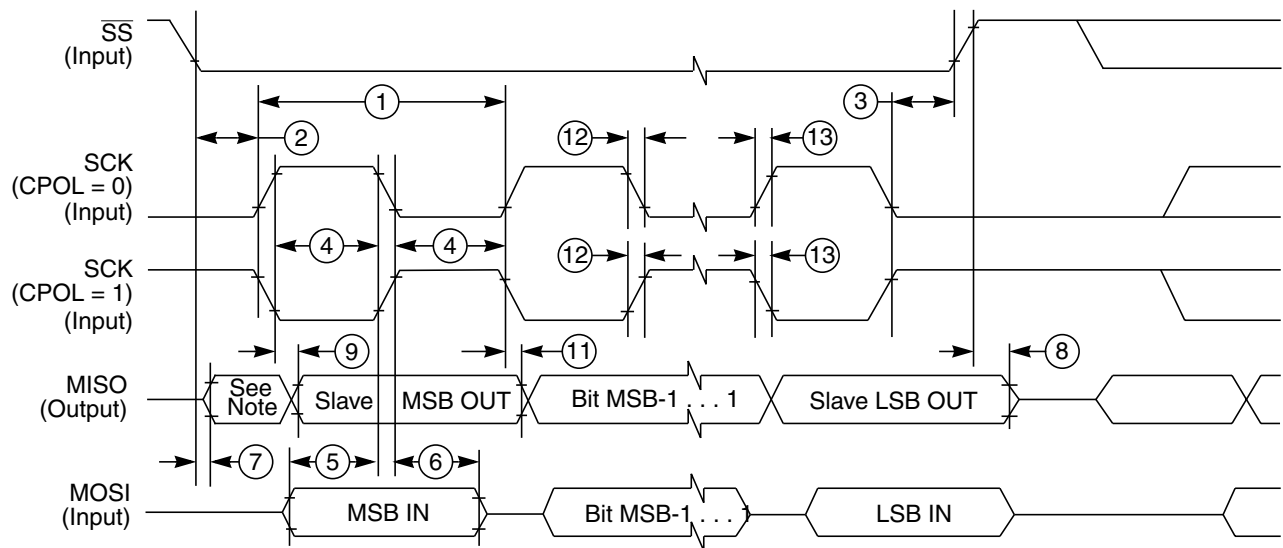 SS
(Input)
1
3
2
12
13
SCK
(CPOL = 0)
(Input)
4
4
SCK
(CPOL = 1)
(Input)
12
13
9
11
8
MISO
(Output)
See
Note
Slave
MSB OUT
Bit MSB-1 . . . 1
Slave LSB OUT
7
5
6
MOSI
(Input)
MSB IN
Bit MSB-1 . . . 1
LSB IN